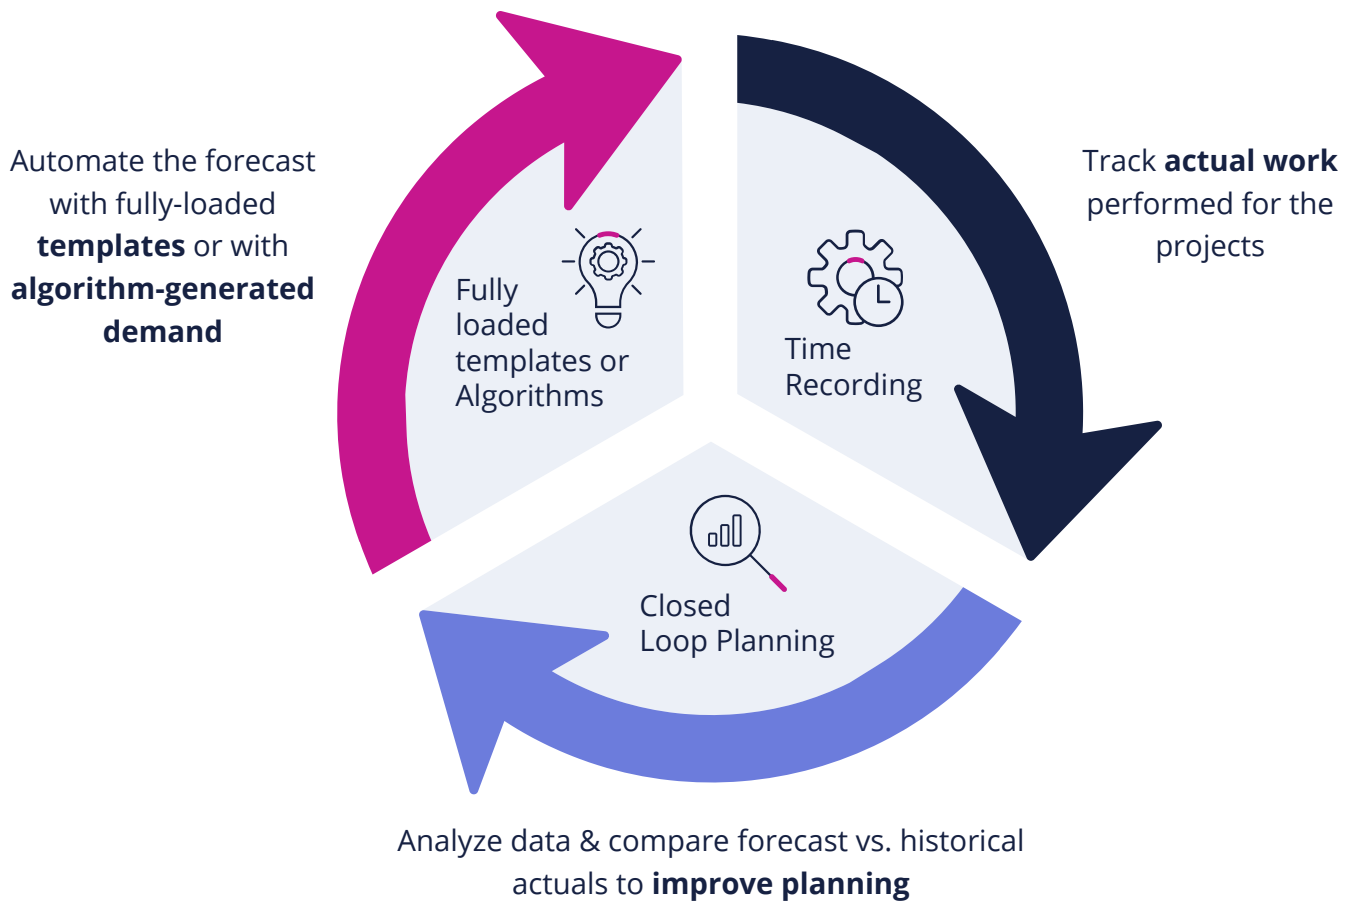 Automate the forecast
with fully-loaded
templates or with
algorithm-generated
demand
Fully
loaded
templates or
Algorithms
Time
Recording
Track actual work
performed for the
projects
Closed
Loop Planning
Analyze data & compare forecast vs. historical
actuals to improve planning